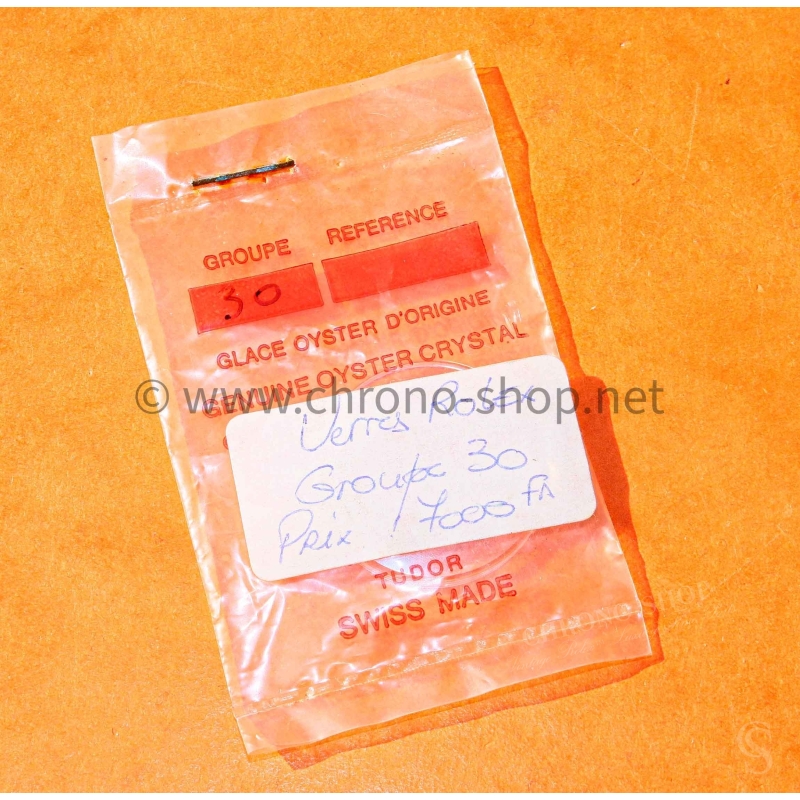 GROUPE REFERENCE
30
GLACE OYSTER D'ORIGINE
GENUINE OYSTER CRYSTAL
© www.chrono-shop.net
Verres Rolex
Groupe 30
Prix 7000 
TUDOR
SWISS MADE